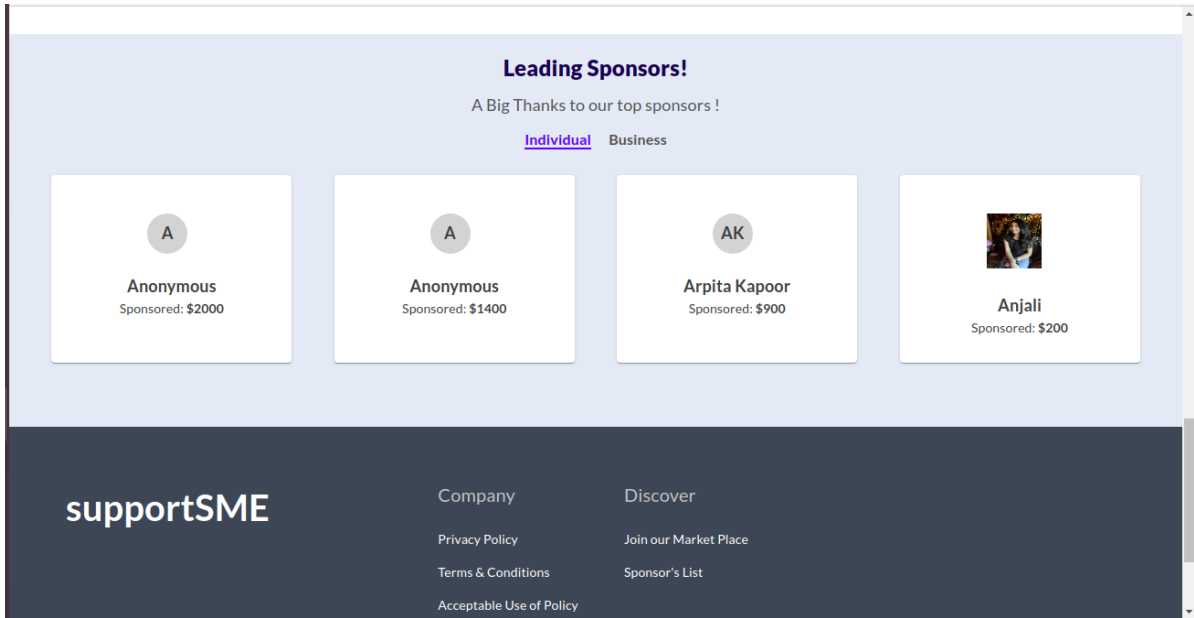 Leading Sponsors!
A Big Thanks to our top sponsors !
Individual Business
A
Anonymous
Sponsored: $2000
A
Anonymous
Sponsored: $1400
AK
Arpita Kapoor
Sponsored: $900
Anjali
Sponsored: $200
supportSME
Company
Privacy Policy
Terms & Conditions
Acceptable Use of Policy
Discover
Join our Market Place
Sponsor's List